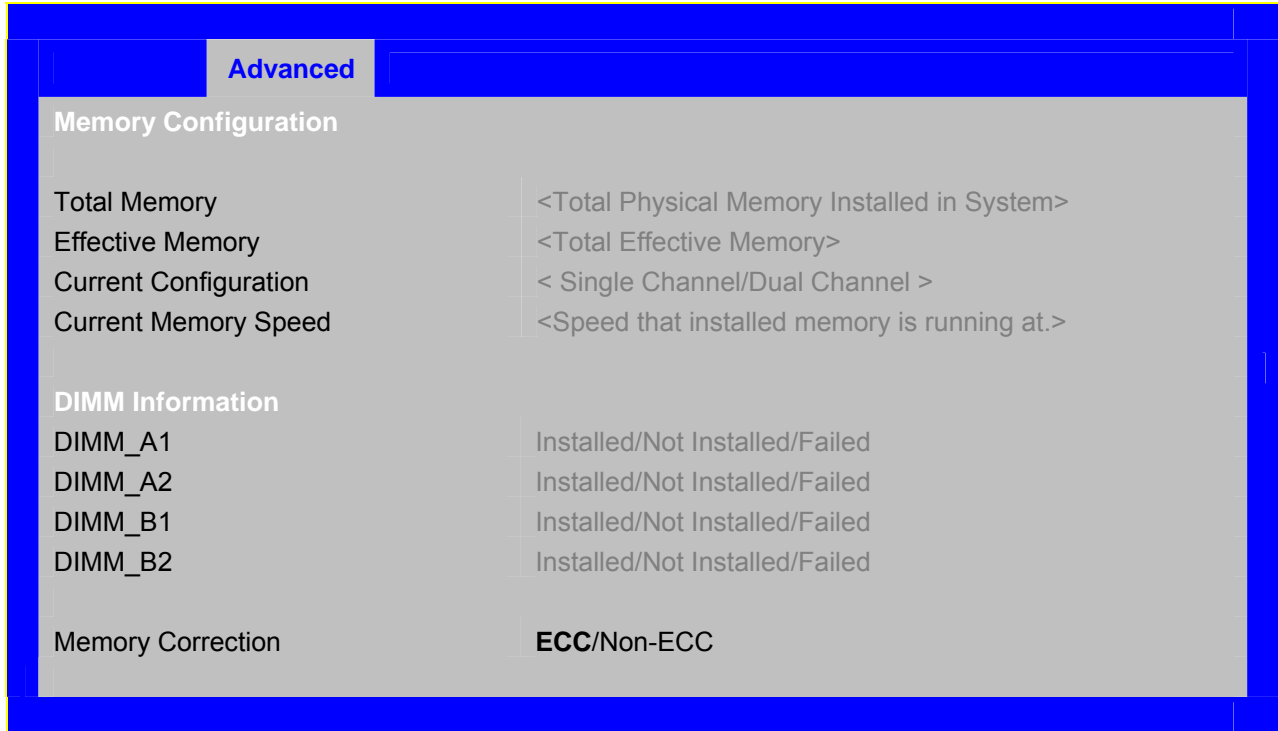 Advanced
Memory Configuration
Total Memory <Total Physical Memory Installed in System>
Effective Memory <Total Effective Memory>
Current Configuration < Single Channel/Dual Channel >
Current Memory Speed <Speed that installed memory is running at.>
DIMM Information
DIMM_A1 Installed/Not Installed/Failed
DIMM_A2 Installed/Not Installed/Failed
DIMM_B1 Installed/Not Installed/Failed
DIMM_B2 Installed/Not Installed/Failed
Memory Correction ECC/Non-ECC